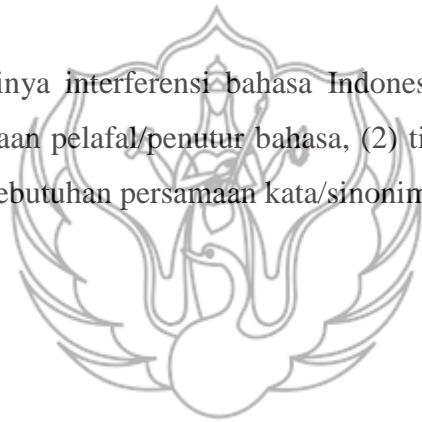 inya interferensi bahasa Indones
aan pelafal/penutur bahasa, (2) ti
ebutuhan persamaan kata/sinonim